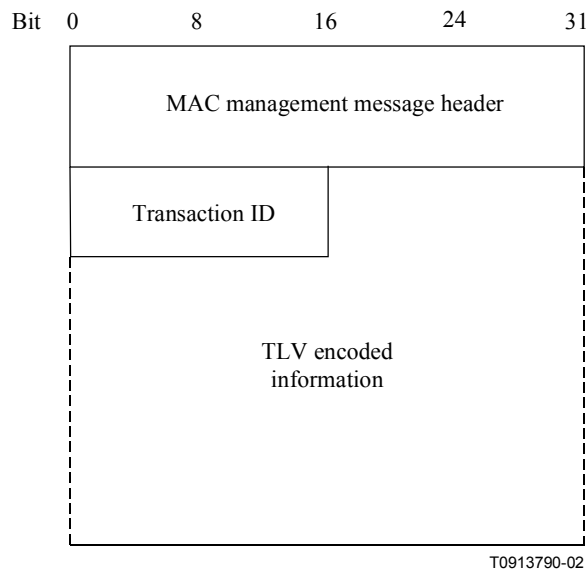 Bit 0 8 16 24 31
MAC management message header
Transaction ID
TLV encoded
information
T0913790-02